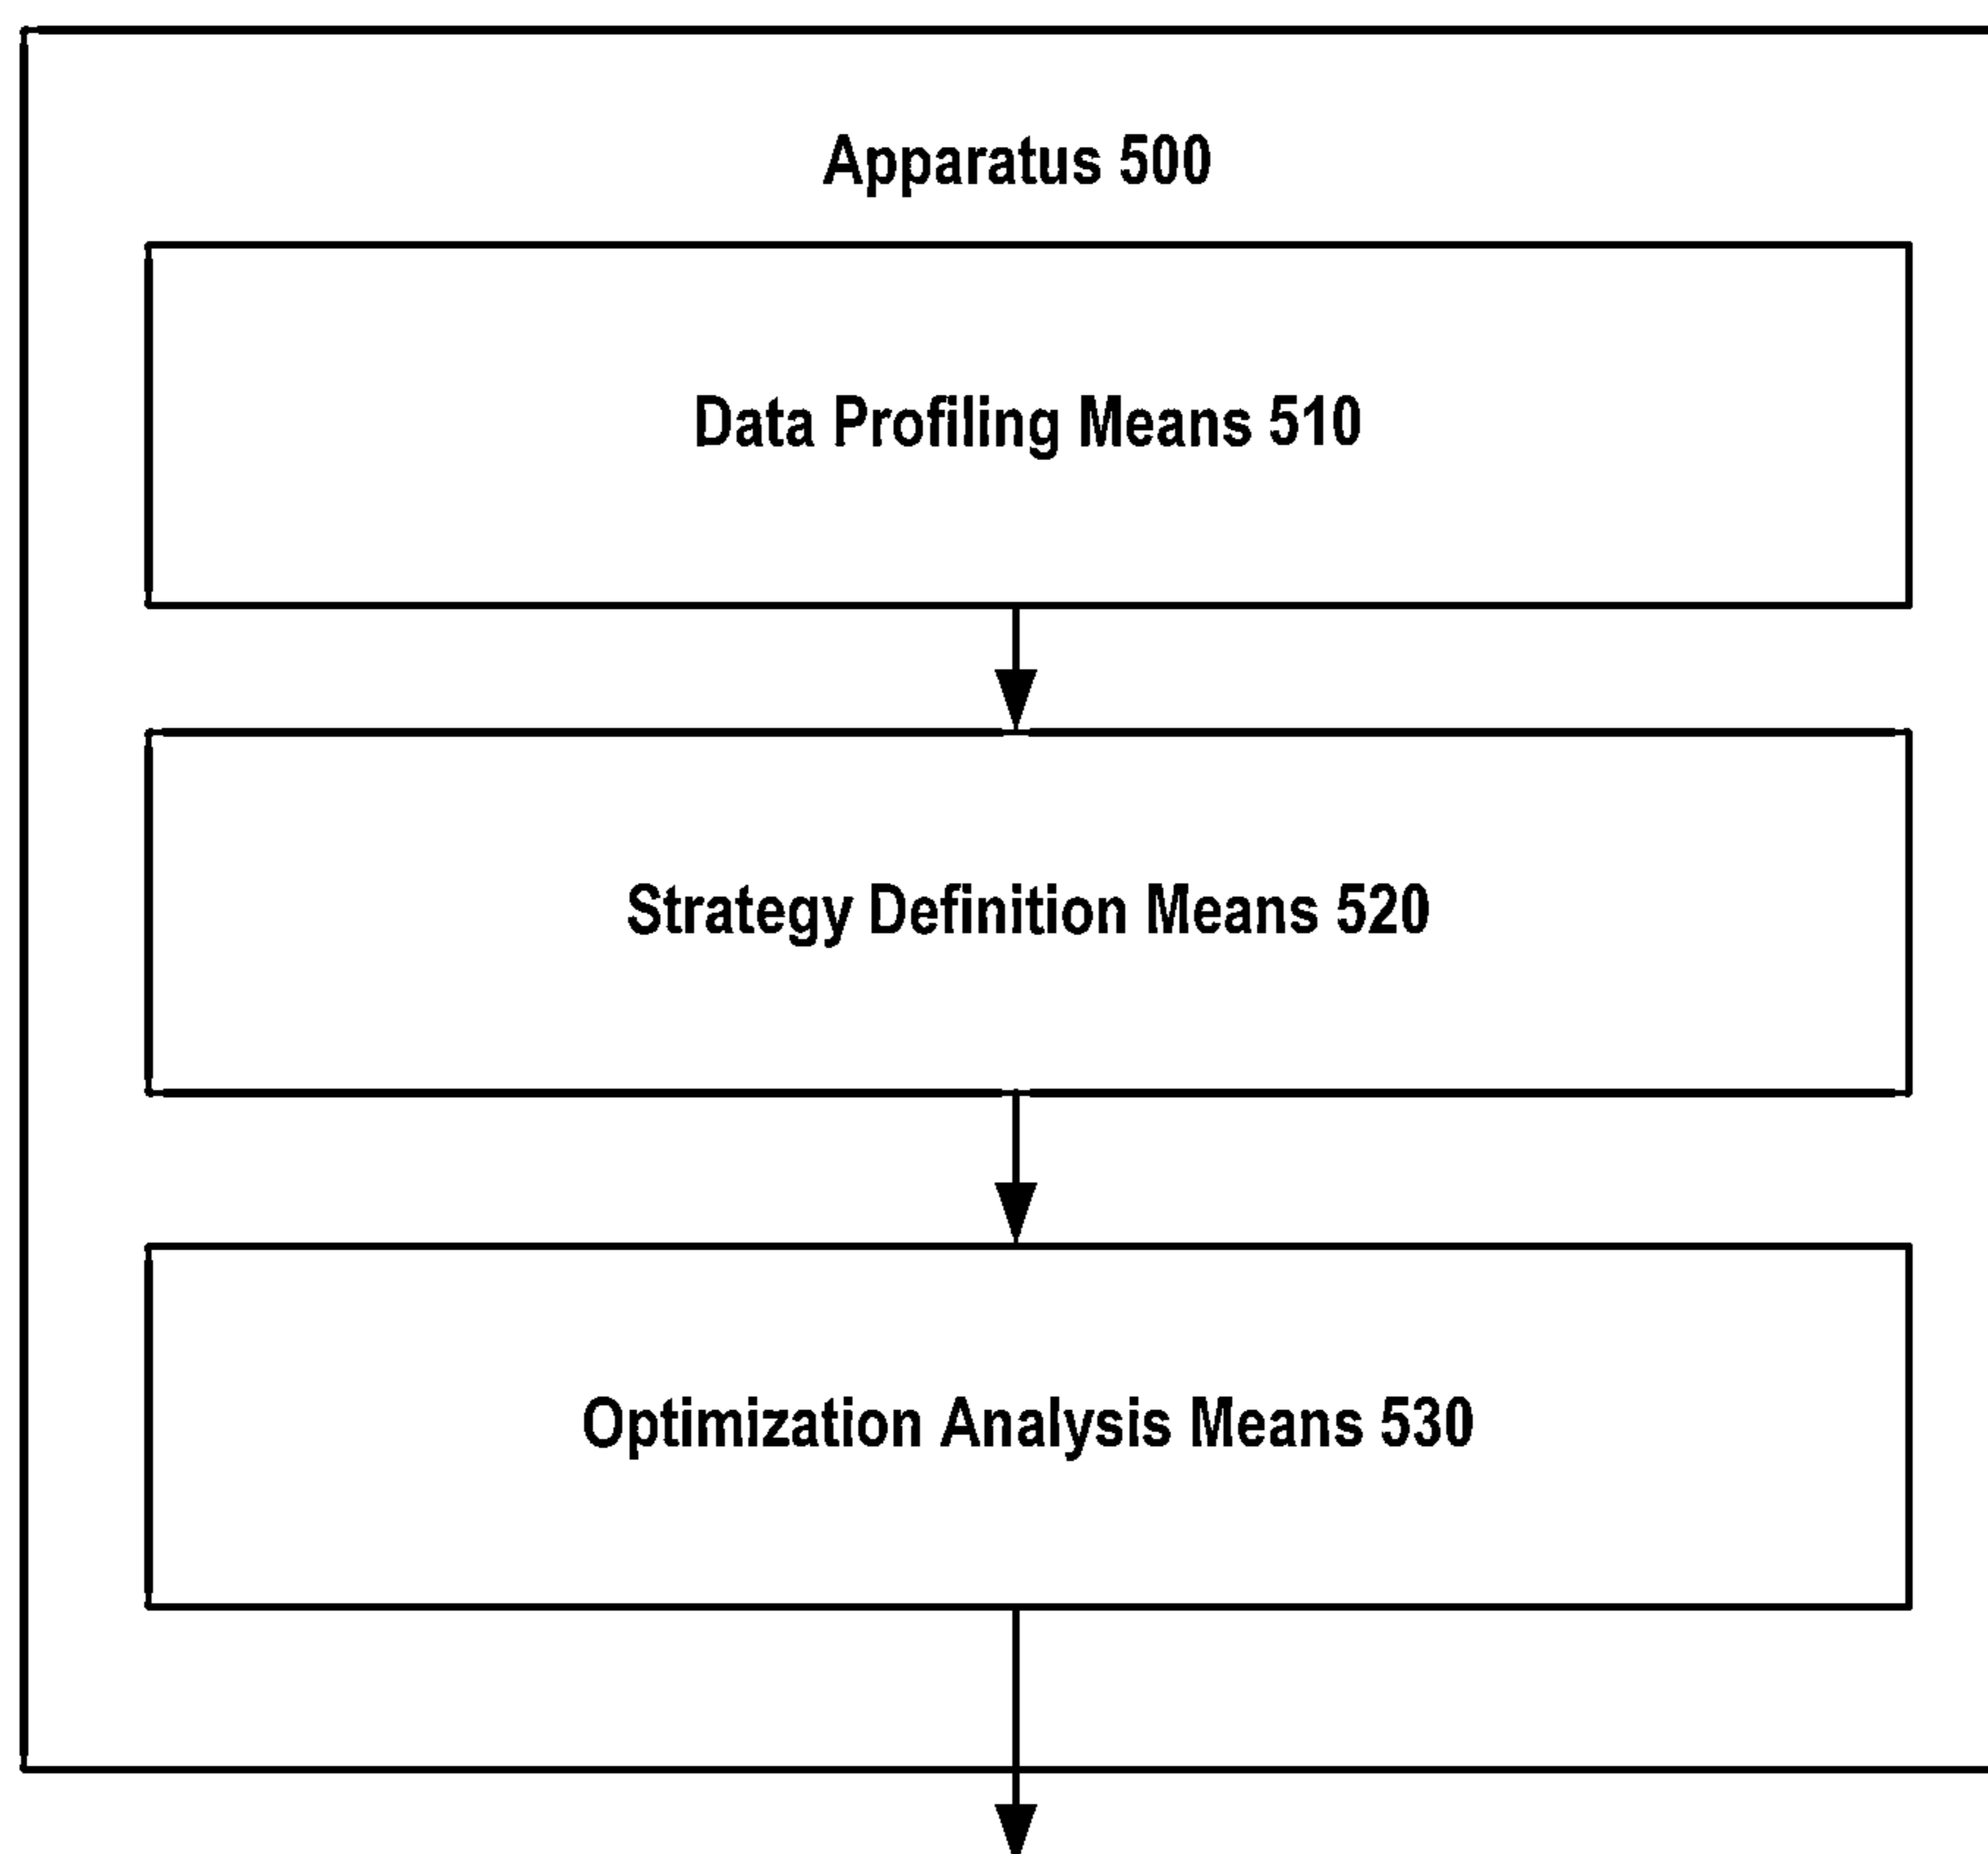 Apparatus 500
Data Profiling Means 510
Strategy Definition Means 520
Optimization Analysis Means 530